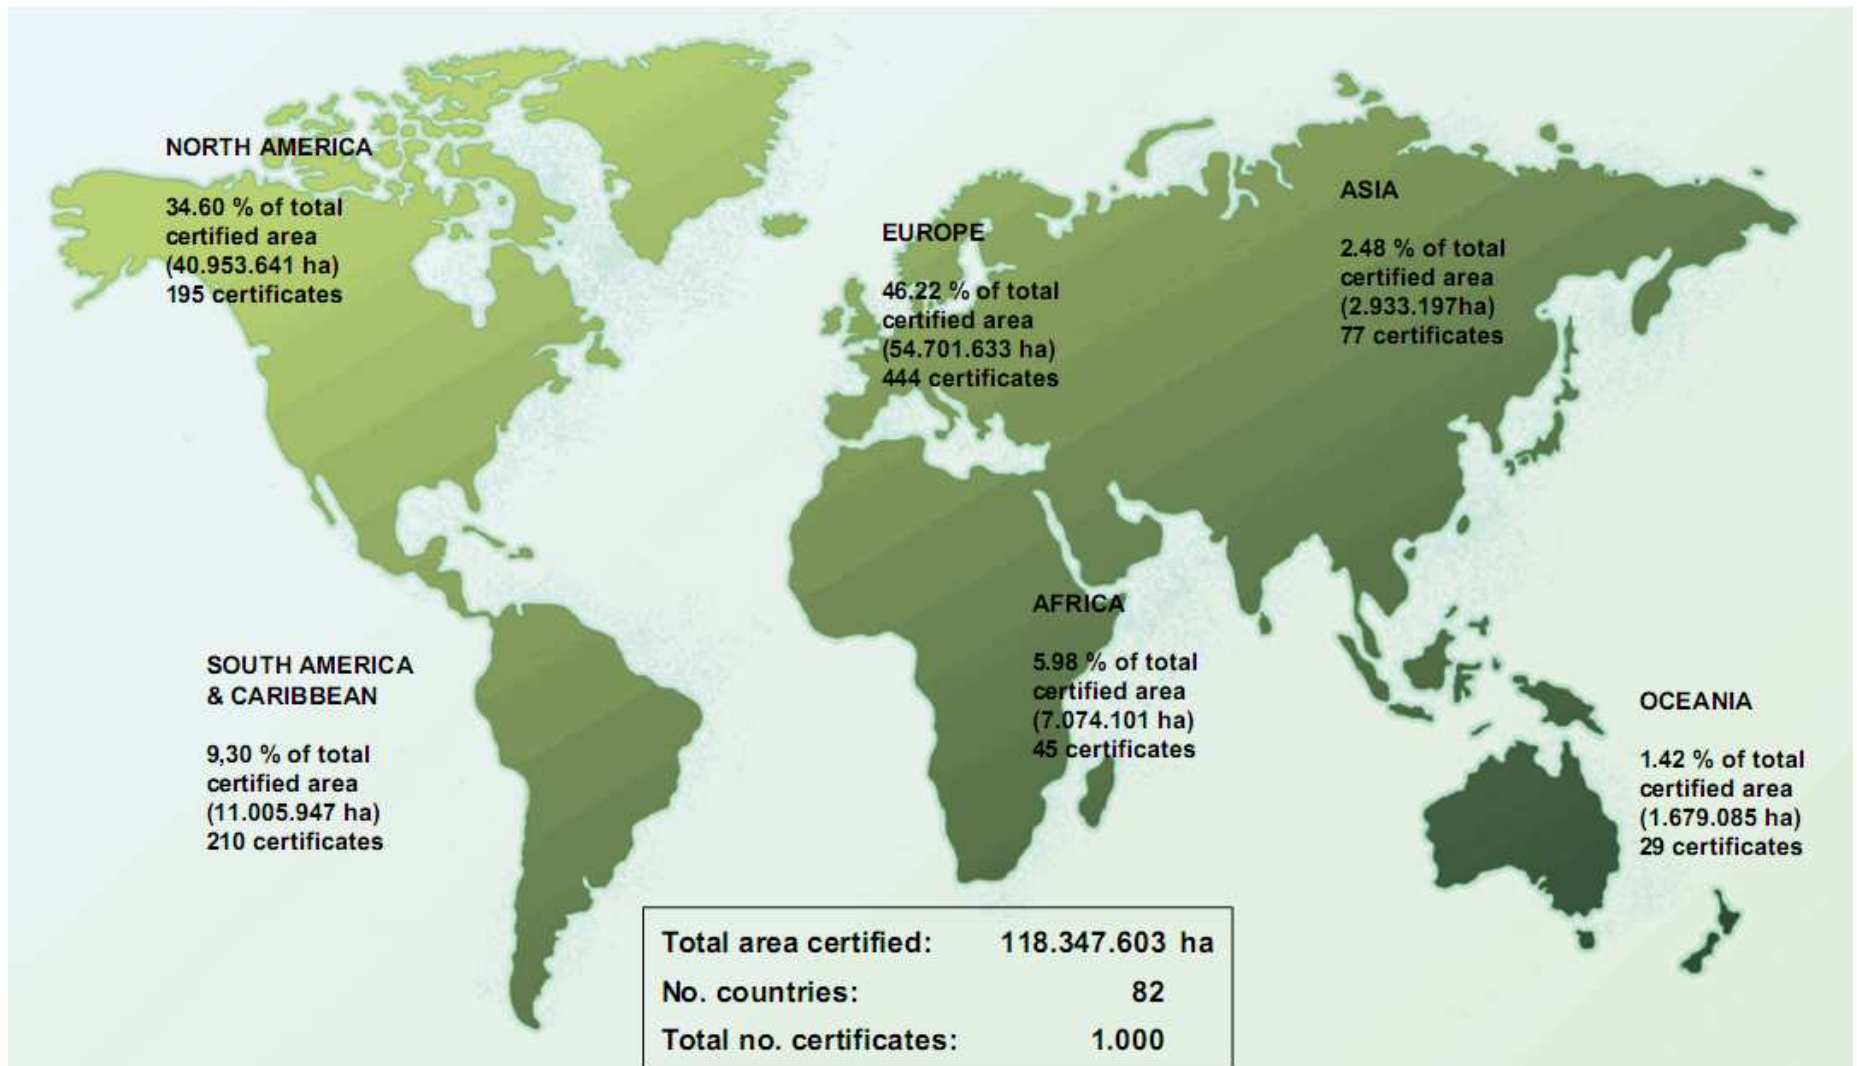 NORTH AMERICA
34.60 % of total
certified area
(40.953.641 ha)
195 certificates
EUROPE
46.22 % of total
certified area
(54.701.633 ha)
444 certificates
ASIA
2.48 % of total
certified area
(2.933.197ha)
77 certificates
SOUTH AMERICA
& CARIBBEAN
9,30 % of total
certified area
(11.005.947 ha)
210 certificates
AFRICA
5.98 % of total
certified area
(7.074.101 ha)
45 certificates
OCEANIA
1.42 % of total
certified area
(1.679.085 ha)
29 certificates
Total area certified: 118.347.603 ha
No. countries: 82
Total no. certificates: 1.000